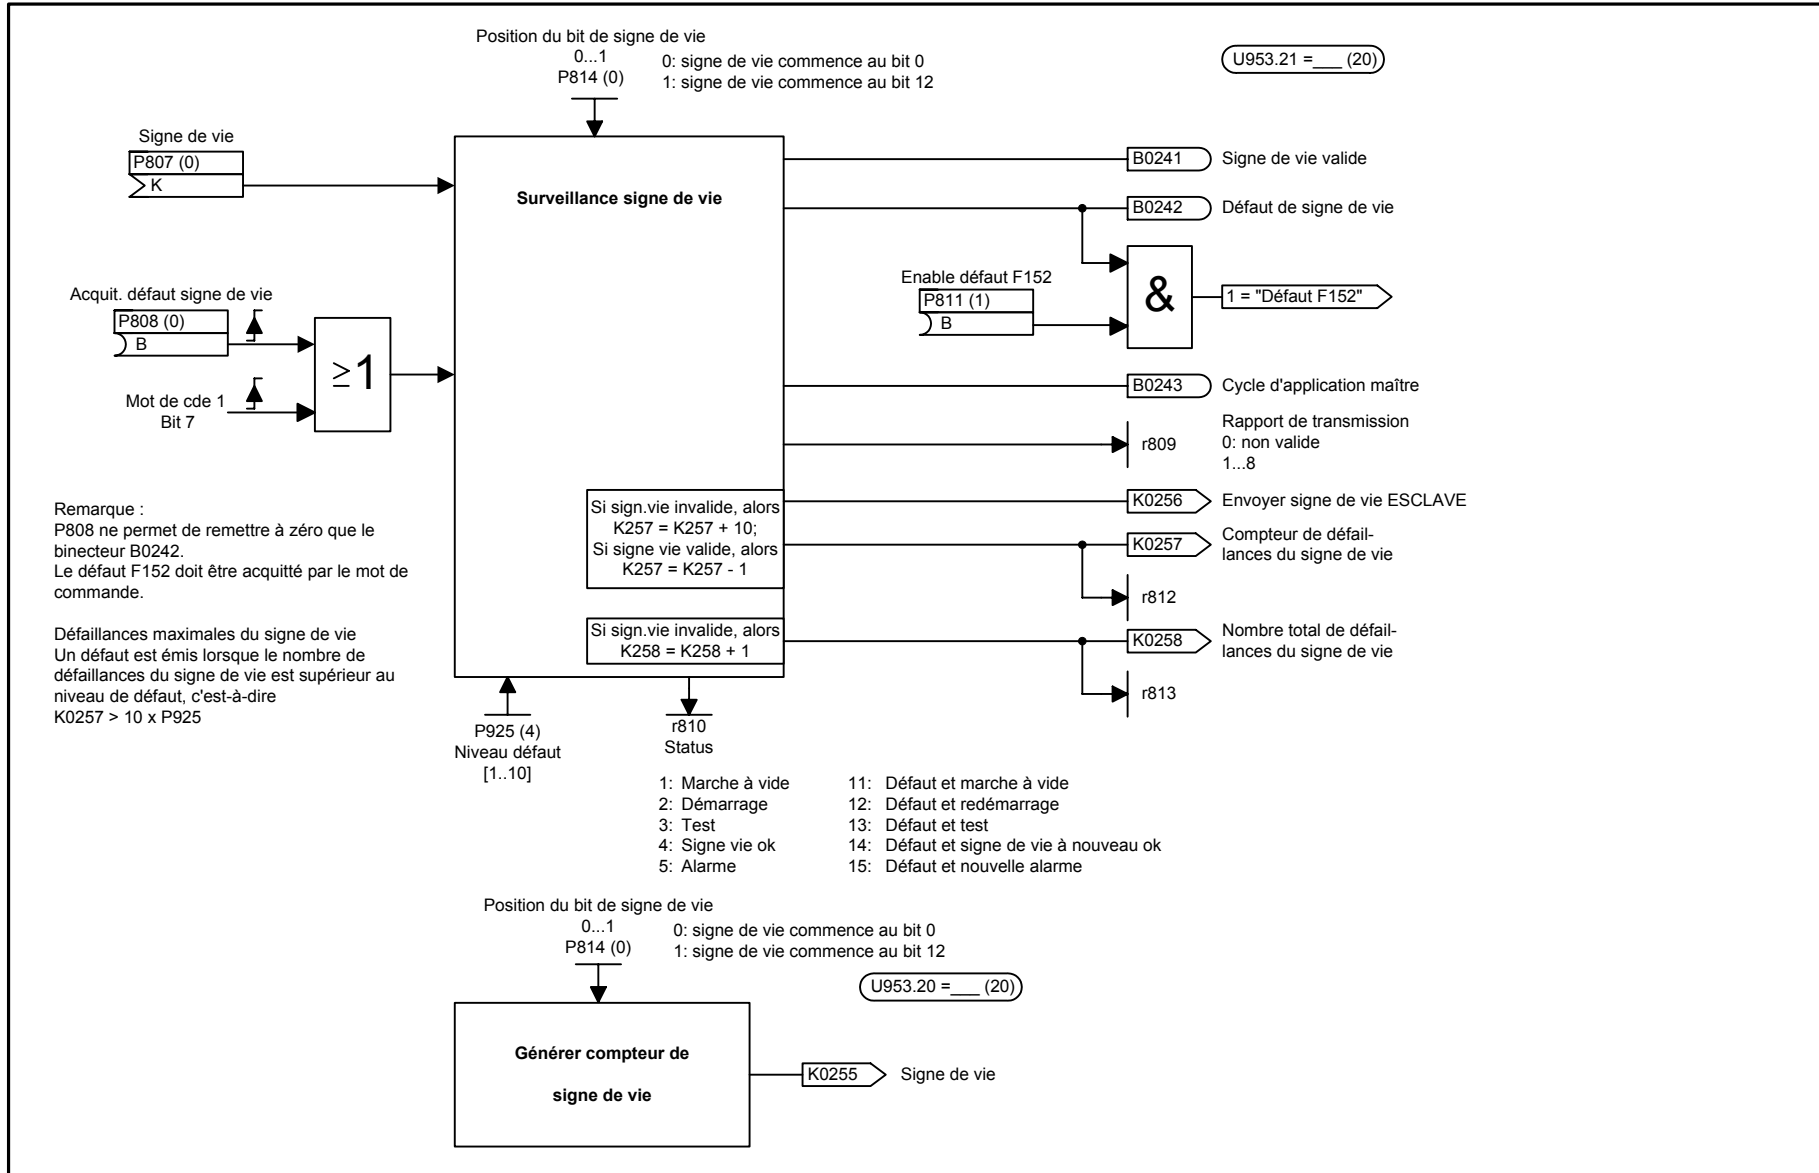 Position du bit de signe de vie
0...1
P814 (0)
0: signe de vie commence au bit 0
1: signe de vie commence au bit 12
U953.21 =___ (20)
Signe de vie
P807 (0)
K
Surveillance signe de vie
B0241
Signe de vie valide
B0242
Défaut de signe de vie
Enable défaut F152
P811 (1)
B
&
1 = "Défaut F152"
Acquit. défaut signe de vie
P808 (0)
B
≥1
Mot de cde 1
Bit 7
B0243
Cycle d'application maître
r809
Rapport de transmission
0: non valide
1...8
Si sign.vie invalide, alors
K257 = K257 + 10;
Si signe vie valide, alors
K257 = K257 - 1
K0256
Envoyer signe de vie ESCLAVE
K0257
Compteur de défail-
lances du signe de vie
r812
Si sign.vie invalide, alors
K258 = K258 + 1
K0258
Nombre total de défail-
lances du signe de vie
r813
Remarque :
P808 ne permet de remettre à zéro que le
binecteur B0242.
Le défaut F152 doit être acquitté par le mot de
commande.
Défaillances maximales du signe de vie
Un défaut est émis lorsque le nombre de
défaillances du signe de vie est supérieur au
niveau de défaut, c'est-à-dire
K0257 > 10 x P925
P925 (4)
Niveau défaut
[1..10]
r810
Status
1: Marche à vide
2: Démarrage
3: Test
4: Signe vie ok
5: Alarme
11: Défaut et marche à vide
12: Défaut et redémarrage
13: Défaut et test
14: Défaut et signe de vie à nouveau ok
15: Défaut et nouvelle alarme
Position du bit de signe de vie
0...1
P814 (0)
0: signe de vie commence au bit 0
1: signe de vie commence au bit 12
U953.20 =___ (20)
Générer compteur de
signe de vie
K0255
Signe de vie